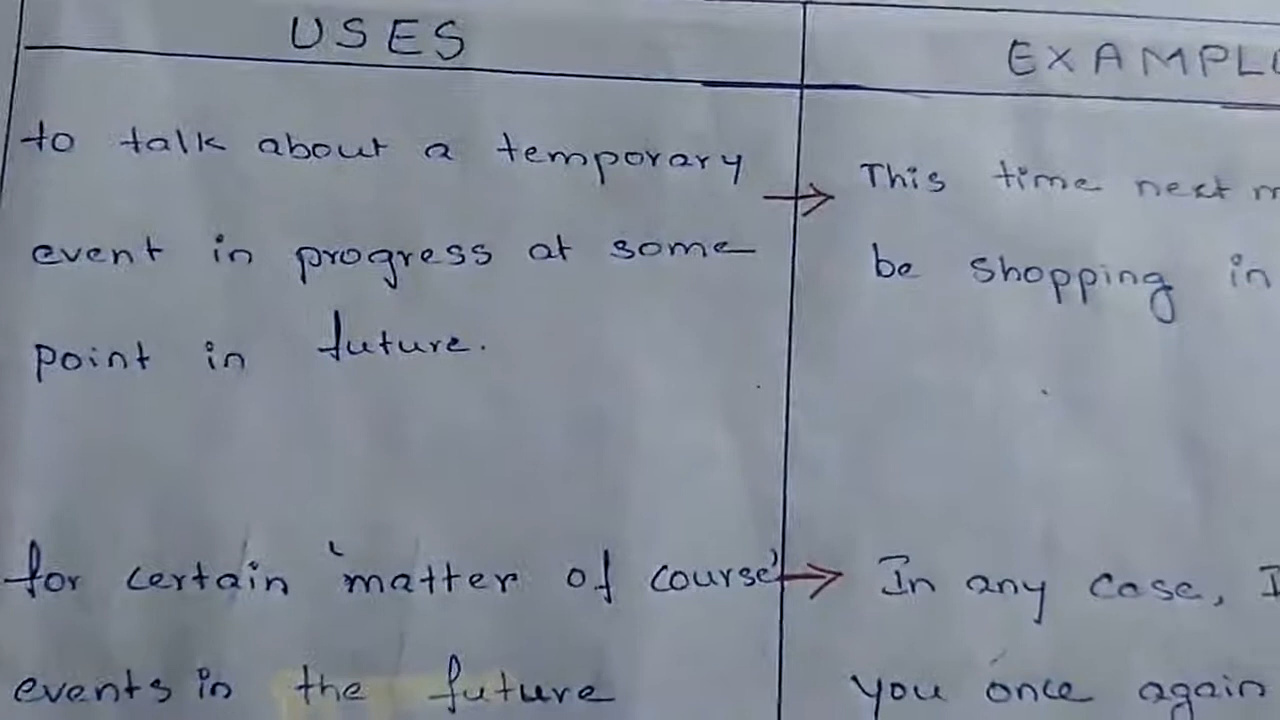 USES
to talk about a temporary
event in progress at some
point in future.
for certain 'matter of course'
events in the future
EXAMPL
This time next m
be shopping in
In any case, I
you once again